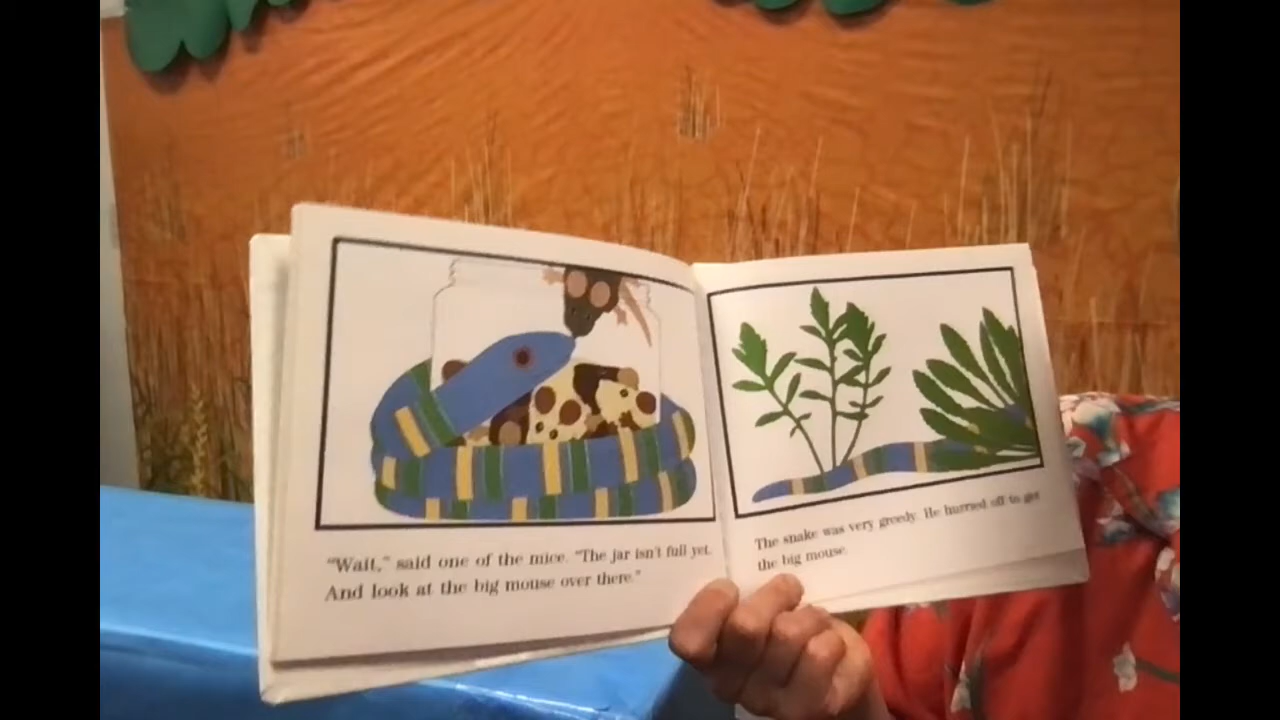 “Wait,” said one of the mice. “The jar isn’t full yet.
And look at the big mouse over there.”
The snake was very greedy. He hurried off to get
the big mouse.